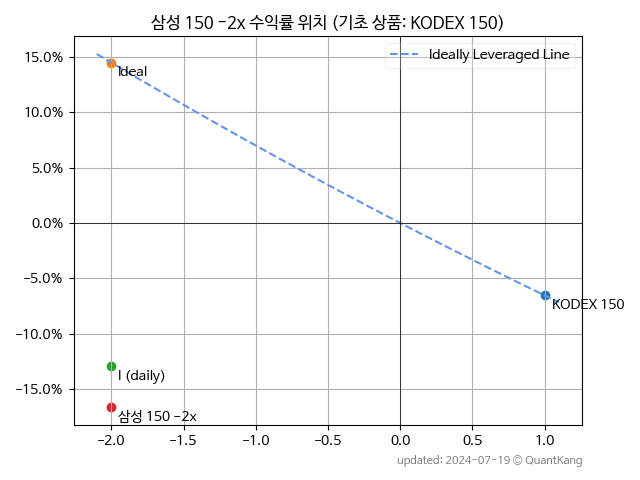 삼성 150 -2x 수익률 위치 (기초 상품: KODEX 150)
Ideally Leveraged Line
15.0%
Ideal
10.0%
5.0%
0.0%
-5.0%
KODEX 150
-10.0%
I (daily)
-15.0%
삼성 150 -2x
-2.0 -1.5 -1.0 -0.5 0.0 0.5 1.0
updated: 2024-07-19 © QuantKang